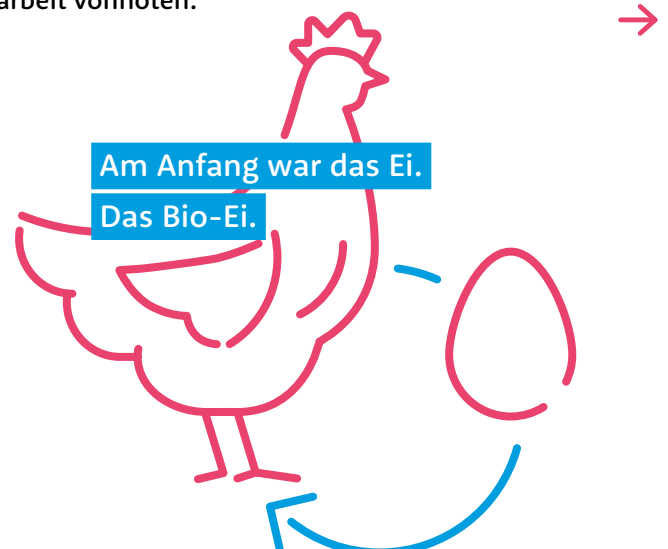 arbeit vonnöten.
Am Anfang war das Ei.
Das Bio-Ei.